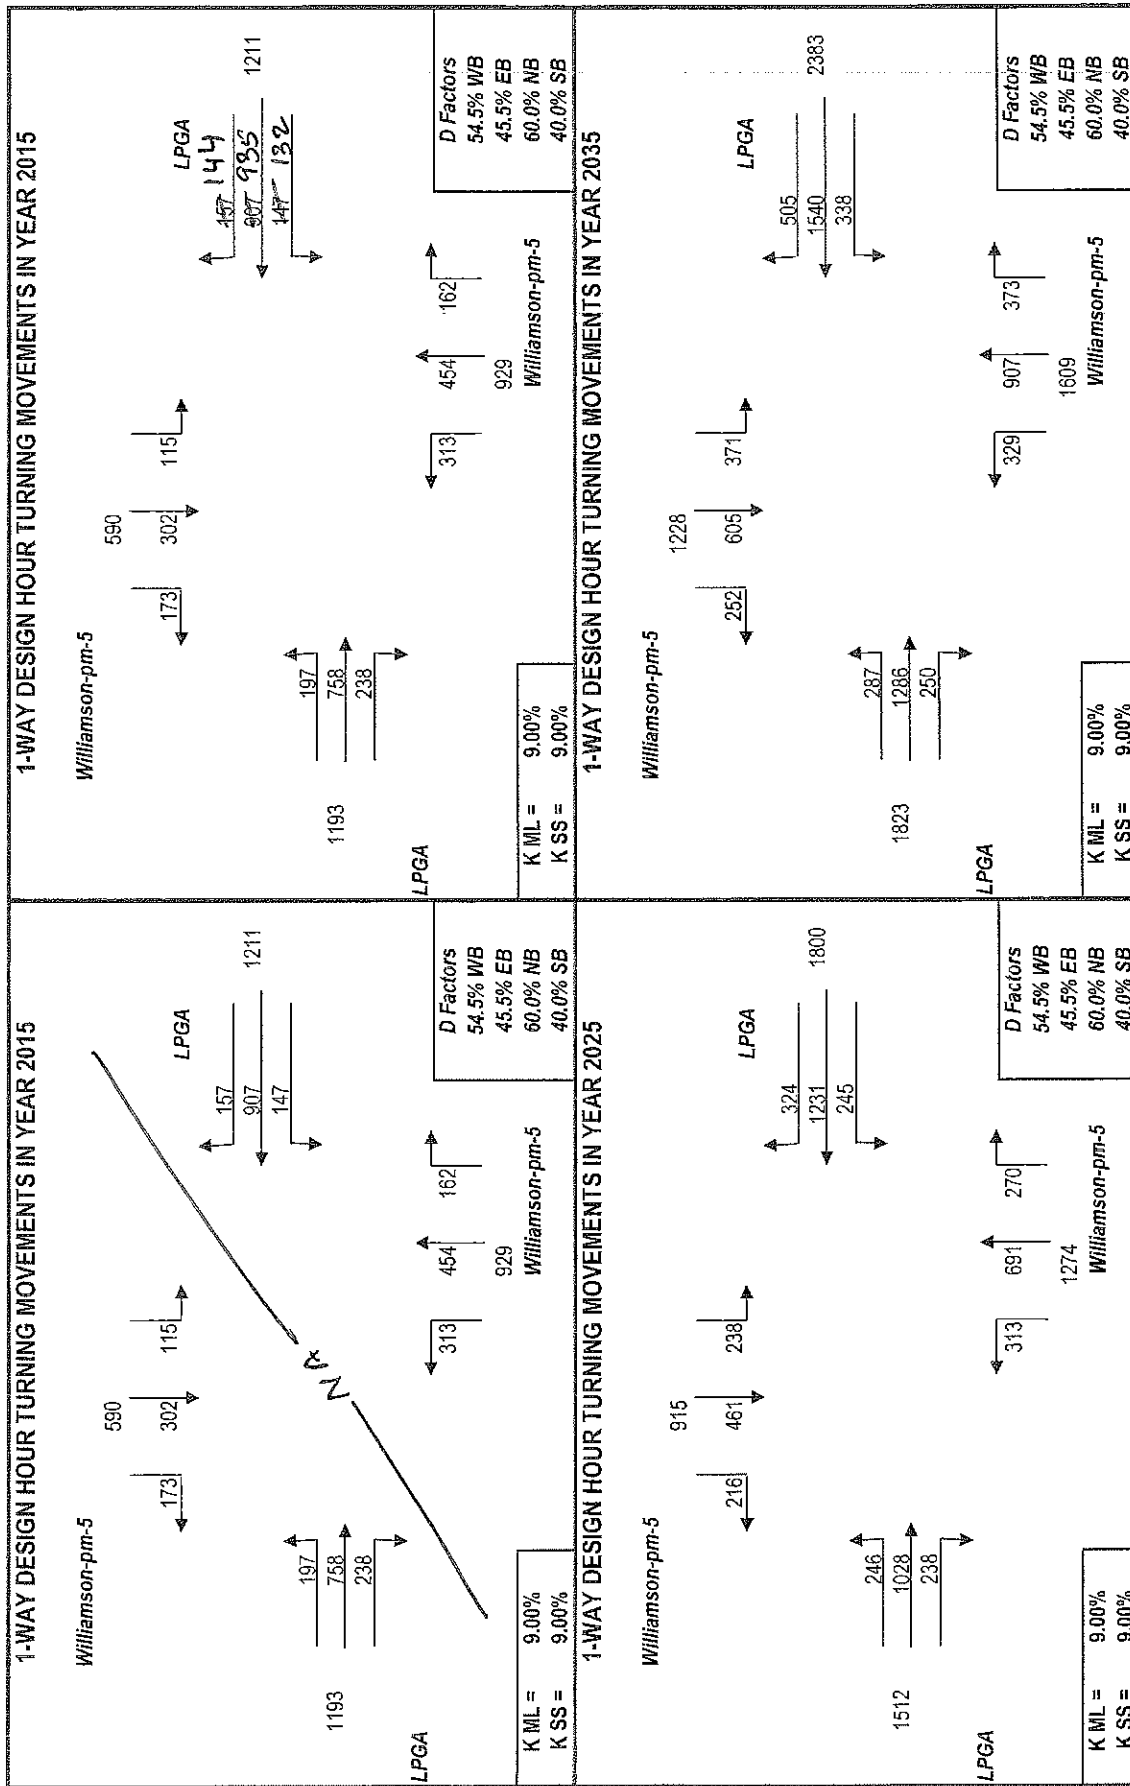 1-WAY DESIGN HOUR TURNING MOVEMENTS IN YEAR 2015
Williamson-pm-5
590
173 302 115
LPGA
1193
197
758
238
157
907
147
1211
313 454 162
929
Williamson-pm-5
LPGA
K ML = 9.00%
K SS = 9.00%
D Factors
54.5% WB
45.5% EB
60.0% NB
40.0% SB
1-WAY DESIGN HOUR TURNING MOVEMENTS IN YEAR 2015
Williamson-pm-5
590
173 302 115
LPGA
1193
197
758
238
157 144
907 935
147 132
1211
313 454 162
929
Williamson-pm-5
LPGA
K ML = 9.00%
K SS = 9.00%
D Factors
54.5% WB
45.5% EB
60.0% NB
40.0% SB
1-WAY DESIGN HOUR TURNING MOVEMENTS IN YEAR 2025
Williamson-pm-5
915
216 461 238
LPGA
1512
246
1028
238
324
1231
245
1800
313 691 270
1274
Williamson-pm-5
LPGA
K ML = 9.00%
K SS = 9.00%
D Factors
54.5% WB
45.5% EB
60.0% NB
40.0% SB
1-WAY DESIGN HOUR TURNING MOVEMENTS IN YEAR 2035
Williamson-pm-5
1228
252 605 371
LPGA
1823
287
1286
250
505
1540
338
2383
329 907 373
1609
Williamson-pm-5
LPGA
K ML = 9.00%
K SS = 9.00%
D Factors
54.5% WB
45.5% EB
60.0% NB
40.0% SB